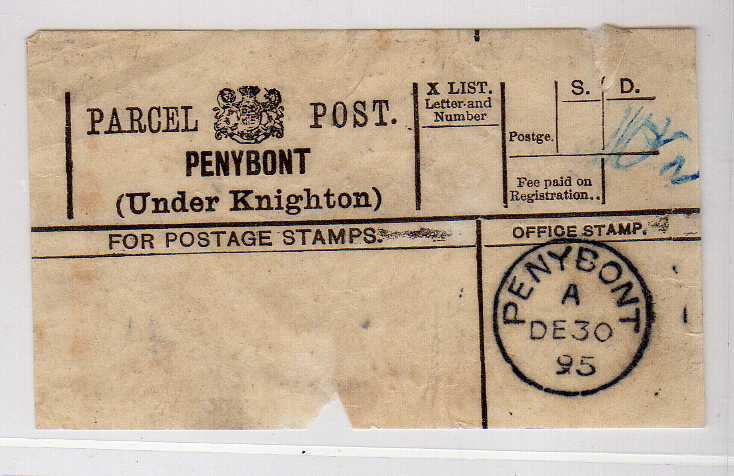 PARCEL POST.
PENYBONT
(Under Knighton)
X LIST.
Letter and
Number
S. D.
Postge.
Fee paid on
Registration..
FOR POSTAGE STAMPS.
OFFICE STAMP.
PENYBONT
A
DE30
95